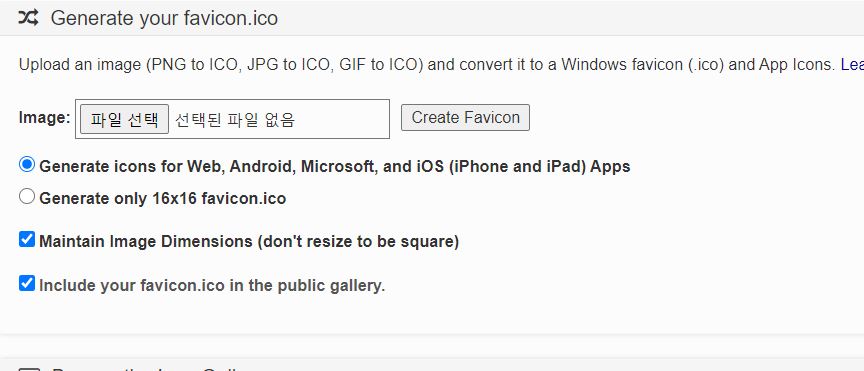 Generate your favicon.ico
Upload an image (PNG to ICO, JPG to ICO, GIF to ICO) and convert it to a Windows favicon (.ico) and App Icons. Lea
Image: 파일 선택 선택된 파일 없음 Create Favicon
Generate icons for Web, Android, Microsoft, and iOS (iPhone and iPad) Apps
Generate only 16x16 favicon.ico
Maintain Image Dimensions (don't resize to be square)
Include your favicon.ico in the public gallery.